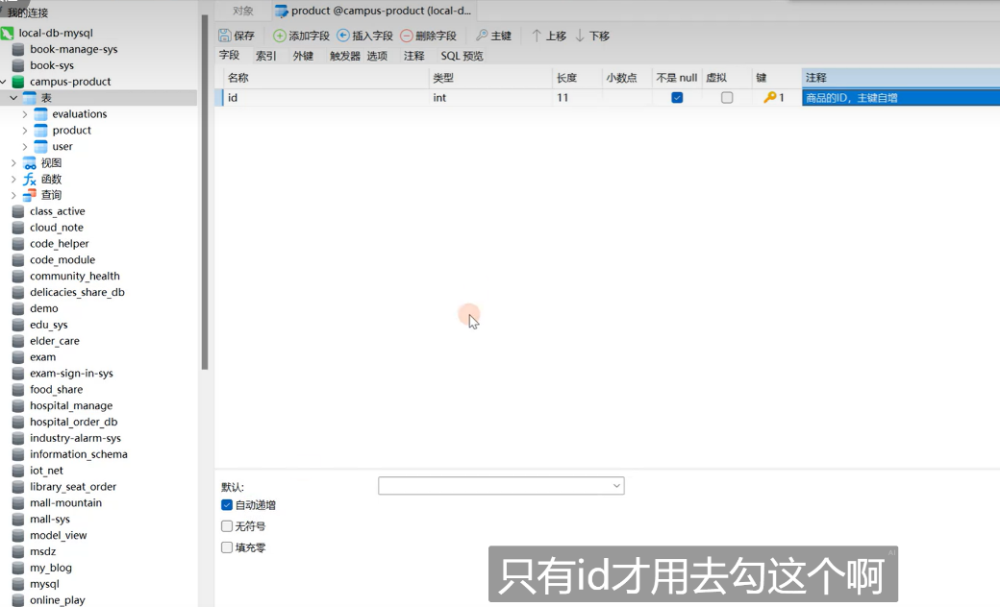 我的连接
local-db-mysql
book-manage-sys
book-sys
campus-product
表
evaluations
product
user
视图
fx 函数
查询
class_active
cloud_note
code_helper
code_module
community_health
delicacies_share_db
demo
edu_sys
elder_care
exam
exam-sign-in-sys
food_share
hospital_manage
hospital_order_db
industry-alarm-sys
information_schema
iot_net
library_seat_order
mall-mountain
mall-sys
model_view
msdz
my_blog
mysql
online_play
对象 product @campus-product (local-d...
保存 添加字段 插入字段 删除字段 主键 上移 下移
字段 索引 外键 触发器 选项 注释 SQL 预览
名称 类型 长度 小数点 不是 null 虚拟 键 注释
id int 11 1 商品的ID，主键自增
默认:
自动递增
无符号
填充零
只有id才用去勾这个啊